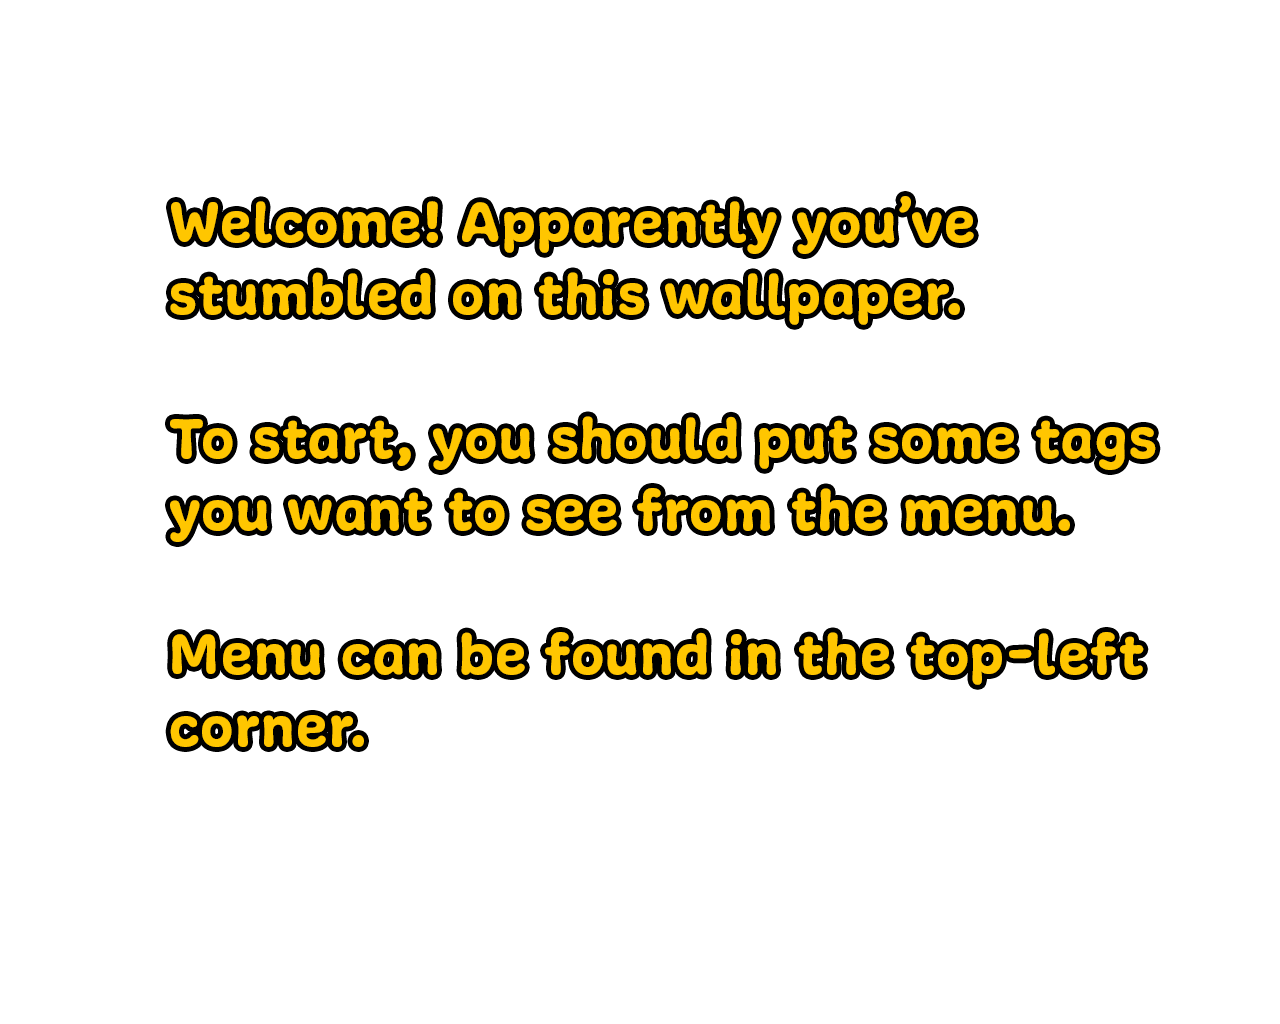 Welcome! Apparently you’ve
stumbled on this wallpaper.
To start, you should put some tags
you want to see from the menu.
Menu can be found in the top-left
corner.